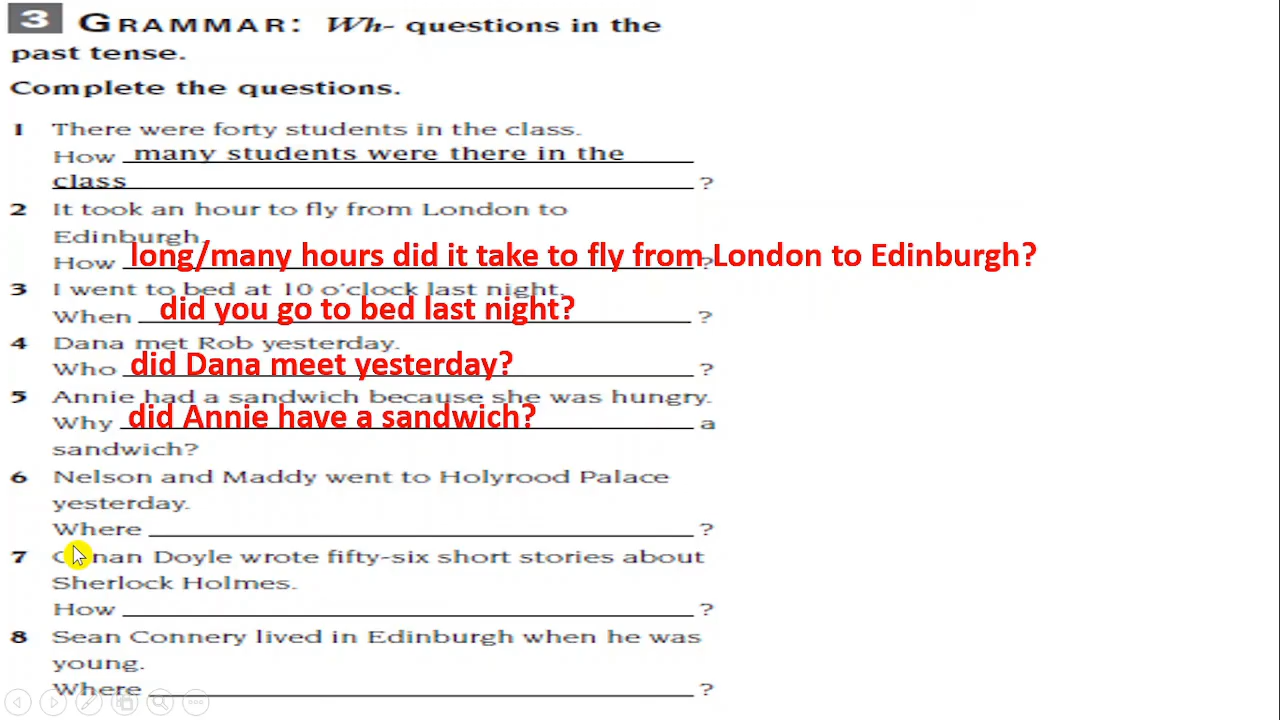 3 GRAMMAR: Wh- questions in the
past tense.
Complete the questions.
1 There were forty students in the class.
How many students were there in the
class ?
2 It took an hour to fly from London to
Edinburgh.
How long/many hours did it take to fly from London to Edinburgh? ?
3 I went to bed at 10 o'clock last night.
When did you go to bed last night? ?
4 Dana met Rob yesterday.
Who did Dana meet yesterday? ?
5 Annie had a sandwich because she was hungry.
Why did Annie have a sandwich? a
sandwich?
6 Nelson and Maddy went to Holyrood Palace
yesterday.
Where ?
7 Conan Doyle wrote fifty-six short stories about
Sherlock Holmes.
How ?
8 Sean Connery lived in Edinburgh when he was
young.
Where ?